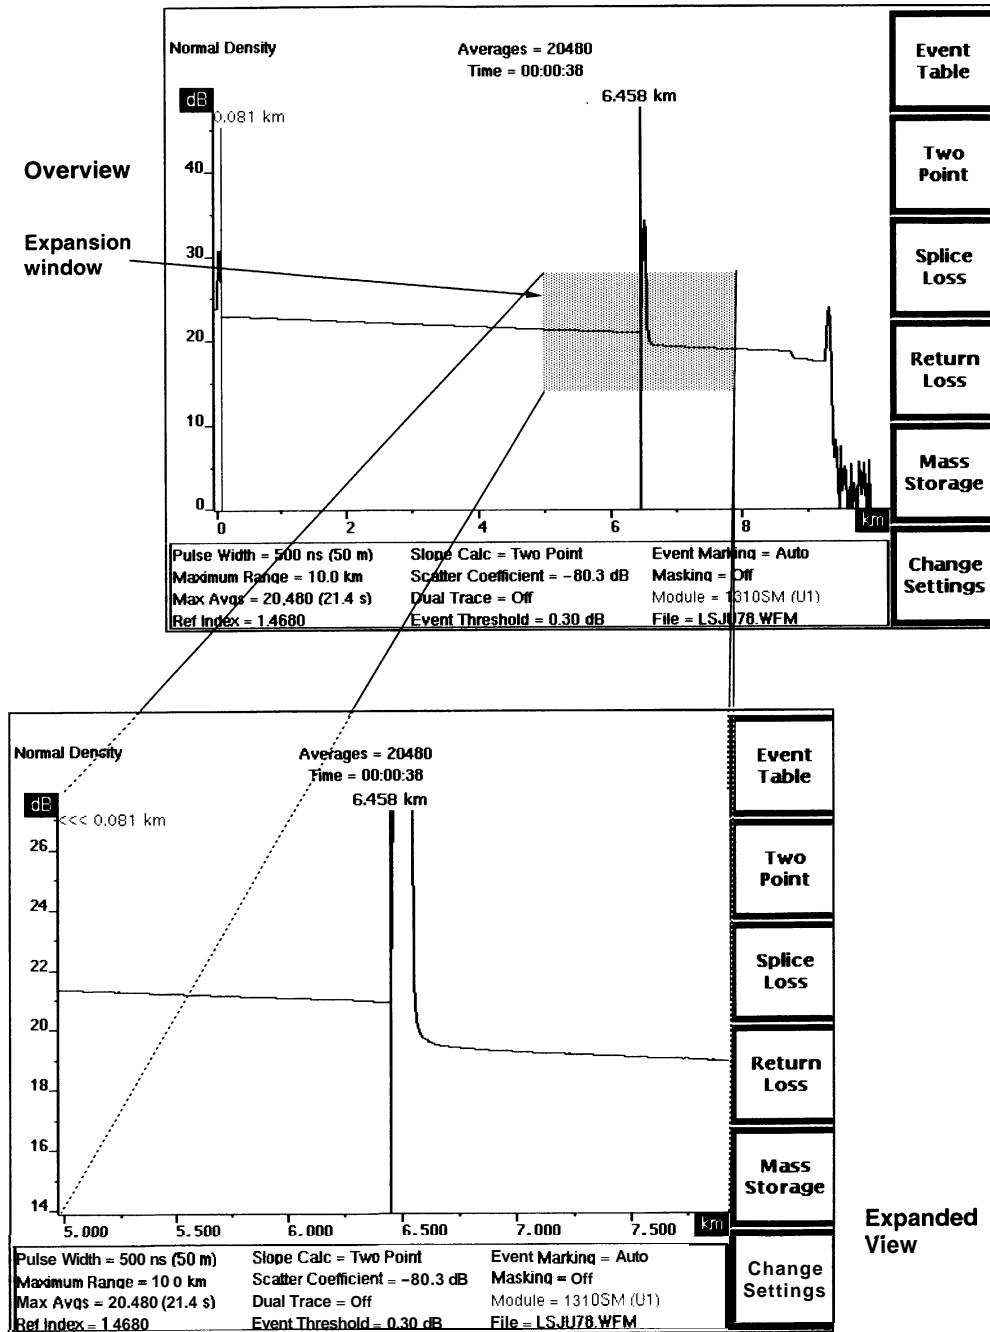 Normal Density
Averages = 20480
Time = 00:00:38
dB
0.081 km
6.458 km
Overview
Expansion
window
40
30
20
10
0
0 2 4 6 8 km
Pulse Width = 500 ns (50 m) Slope Calc = Two Point Event Marking = Auto
Maximum Range = 10.0 km Scatter Coefficient = -80.3 dB Masking = Off
Max Avgs = 20,480 (21.4 s) Dual Trace = Off Module = 1310SM (U1)
Ref Index = 1.4680 Event Threshold = 0.30 dB File = LSJU78.WFM
Event
Table
Two
Point
Splice
Loss
Return
Loss
Mass
Storage
Change
Settings
Normal Density
Averages = 20480
Time = 00:00:38
dB
<<< 0.081 km
6.458 km
26
24
22
20
18
16
14
5.000 5.500 6.000 6.500 7.000 7.500 km
Pulse Width = 500 ns (50 m) Slope Calc = Two Point Event Marking = Auto
Maximum Range = 10 0 km Scatter Coefficient = -80.3 dB Masking = Off
Max Avgs = 20.480 (21.4 s) Dual Trace = Off Module = 1310SM (U1)
Ref Index = 1 4680 Event Threshold = 0.30 dB File = LSJU78.WFM
Event
Table
Two
Point
Splice
Loss
Return
Loss
Mass
Storage
Change
Settings
Expanded
View